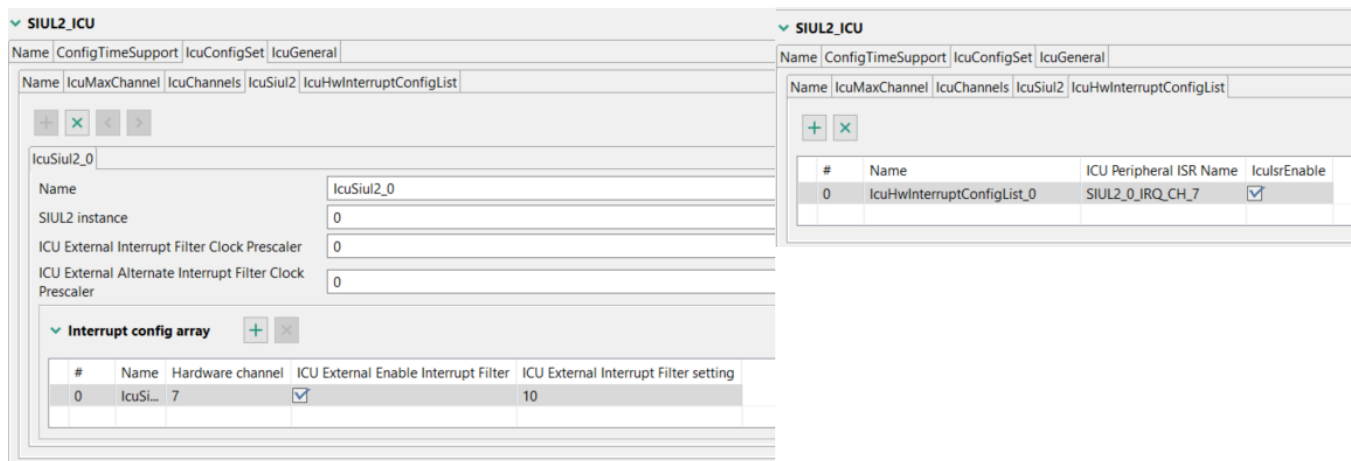 SIUL2_ICU
Name ConfigTimeSupport IcuConfigSet IcuGeneral
Name IcuMaxChannel IcuChannels IcuSiul2 IcuHwInterruptConfigList
IcuSiul2_0
Name IcuSiul2_0
SIUL2 instance 0
ICU External Interrupt Filter Clock Prescaler 0
ICU External Alternate Interrupt Filter Clock
Prescaler 0
Interrupt config array
# Name Hardware channel ICU External Enable Interrupt Filter ICU External Interrupt Filter setting
0 IcuSi... 7 10
SIUL2_ICU
Name ConfigTimeSupport IcuConfigSet IcuGeneral
Name IcuMaxChannel IcuChannels IcuSiul2 IcuHwInterruptConfigList
# Name ICU Peripheral ISR Name IcuIsrEnable
0 IcuHwInterruptConfigList_0 SIUL2_0_IRQ_CH_7